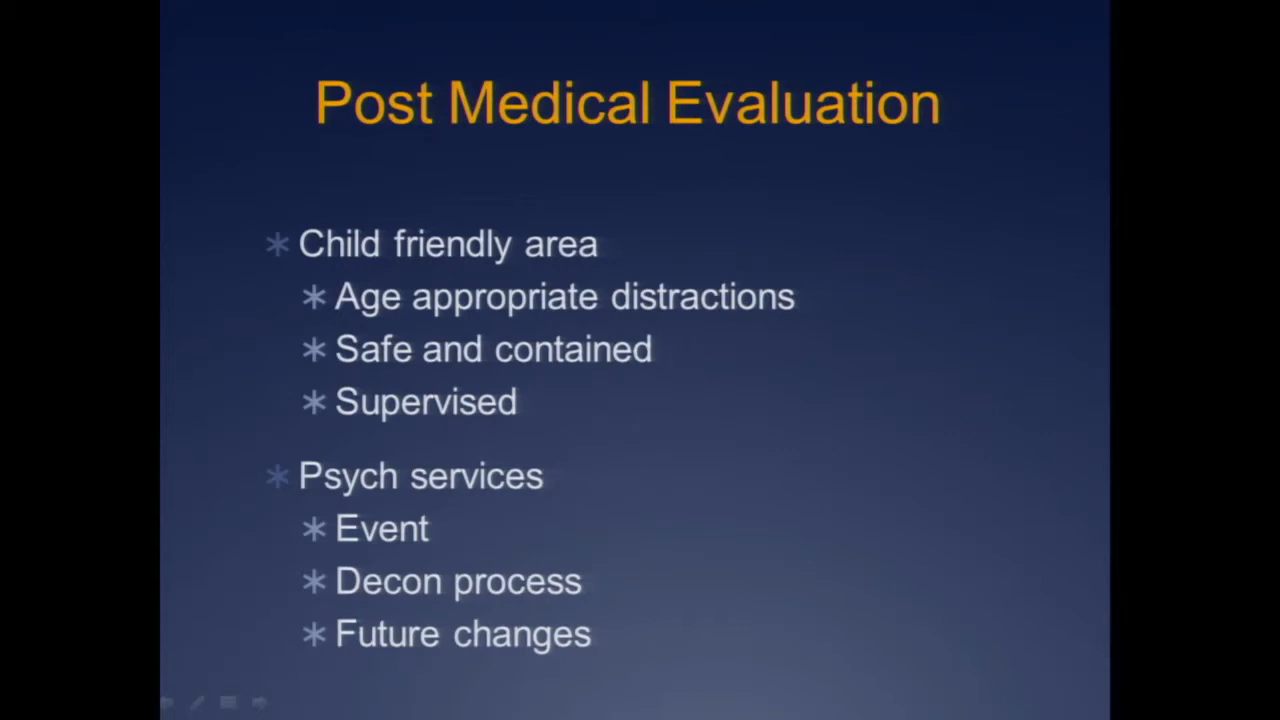 Post Medical Evaluation
Child friendly area
Age appropriate distractions
Safe and contained
Supervised
Psych services
Event
Decon process
Future changes